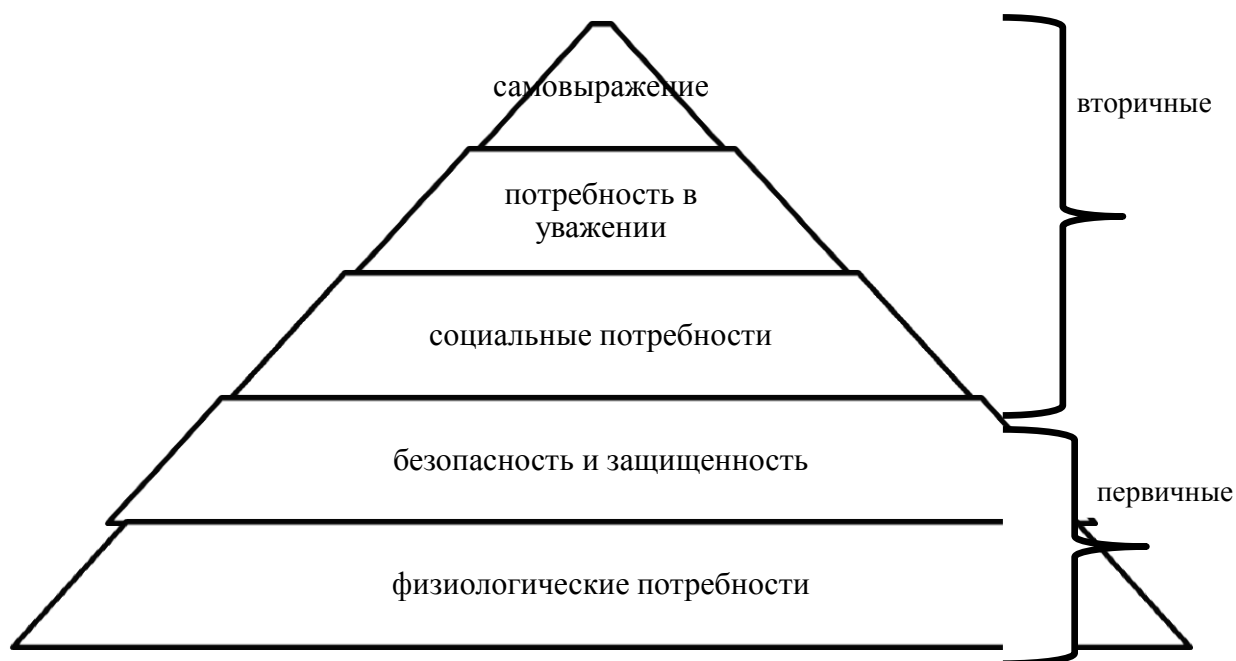 самовыражение
вторичные
потребность в
уважении
социальные потребности
безопасность и защищенность
первичные
физиологические потребности